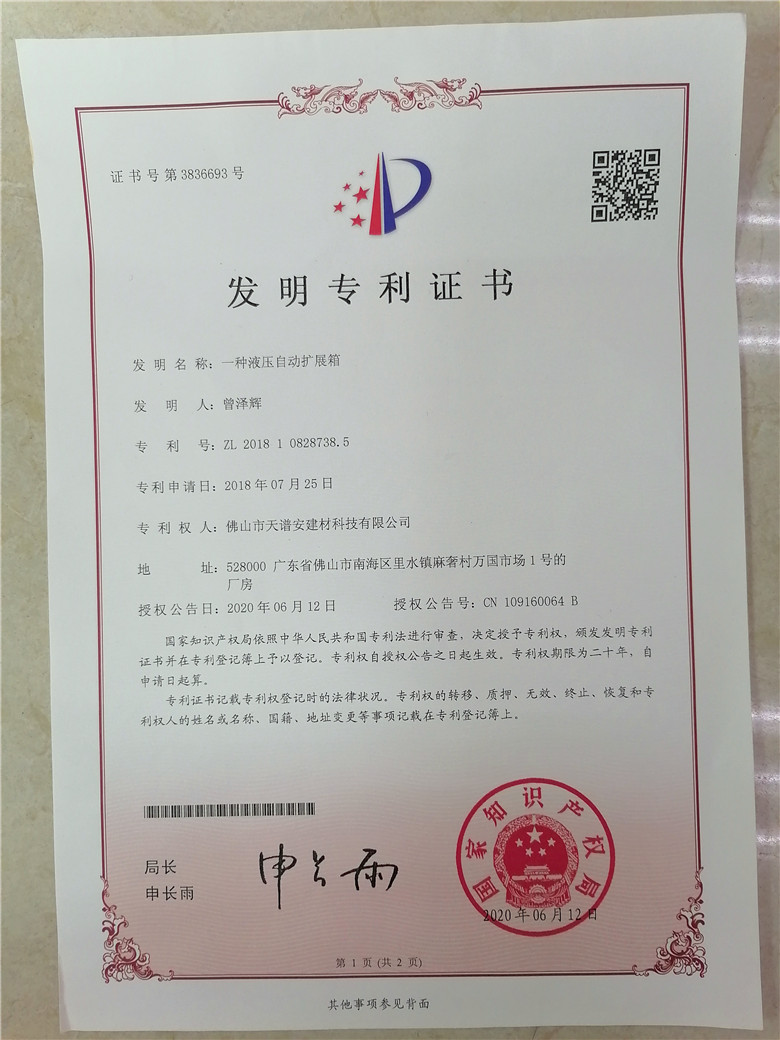 证书号第3836693号
发明专利证书
发明名称：一种液压自动扩展箱
发明人：曾泽辉
专利号：ZL 2018 1 0828738.5
专利申请日：2018年07月25日
专利权人：佛山市天谱安建材科技有限公司
地址：528000 广东省佛山市南海区里水镇麻奢村万国市场1号的
厂房
授权公告日：2020年06月12日 授权公告号：CN 109160064 B
国家知识产权局依照中华人民共和国专利法进行审查，决定授予专利权，颁发发明专利
证书并在专利登记簿上予以登记。专利权自授权公告之日起生效。专利权期限为二十年，自
申请日起算。
专利证书记载专利权登记时的法律状况。专利权的转移、质押、无效、终止、恢复和专
利权人的姓名或名称、国籍、地址变更等事项记载在专利登记簿上。
局长
申长雨
申长雨
国家知识产权局
2020年06月12日
第 1 页 (共 2 页)
其他事项参见背面